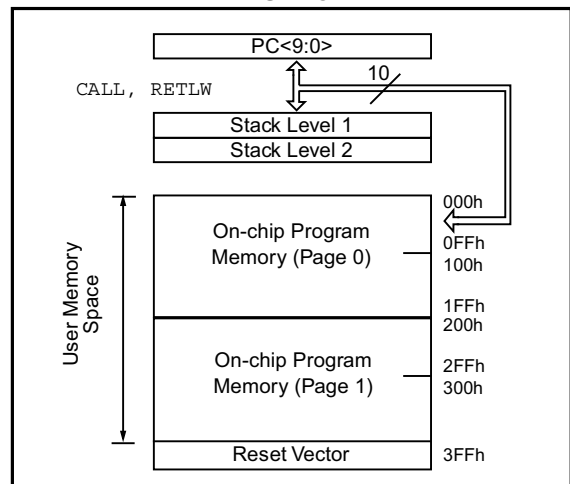 PC<9:0>
CALL, RETLW
10
Stack Level 1
Stack Level 2
User Memory
Space
On-chip Program
Memory (Page 0)
000h
0FFh
100h
1FFh
200h
On-chip Program
Memory (Page 1)
2FFh
300h
Reset Vector
3FFh